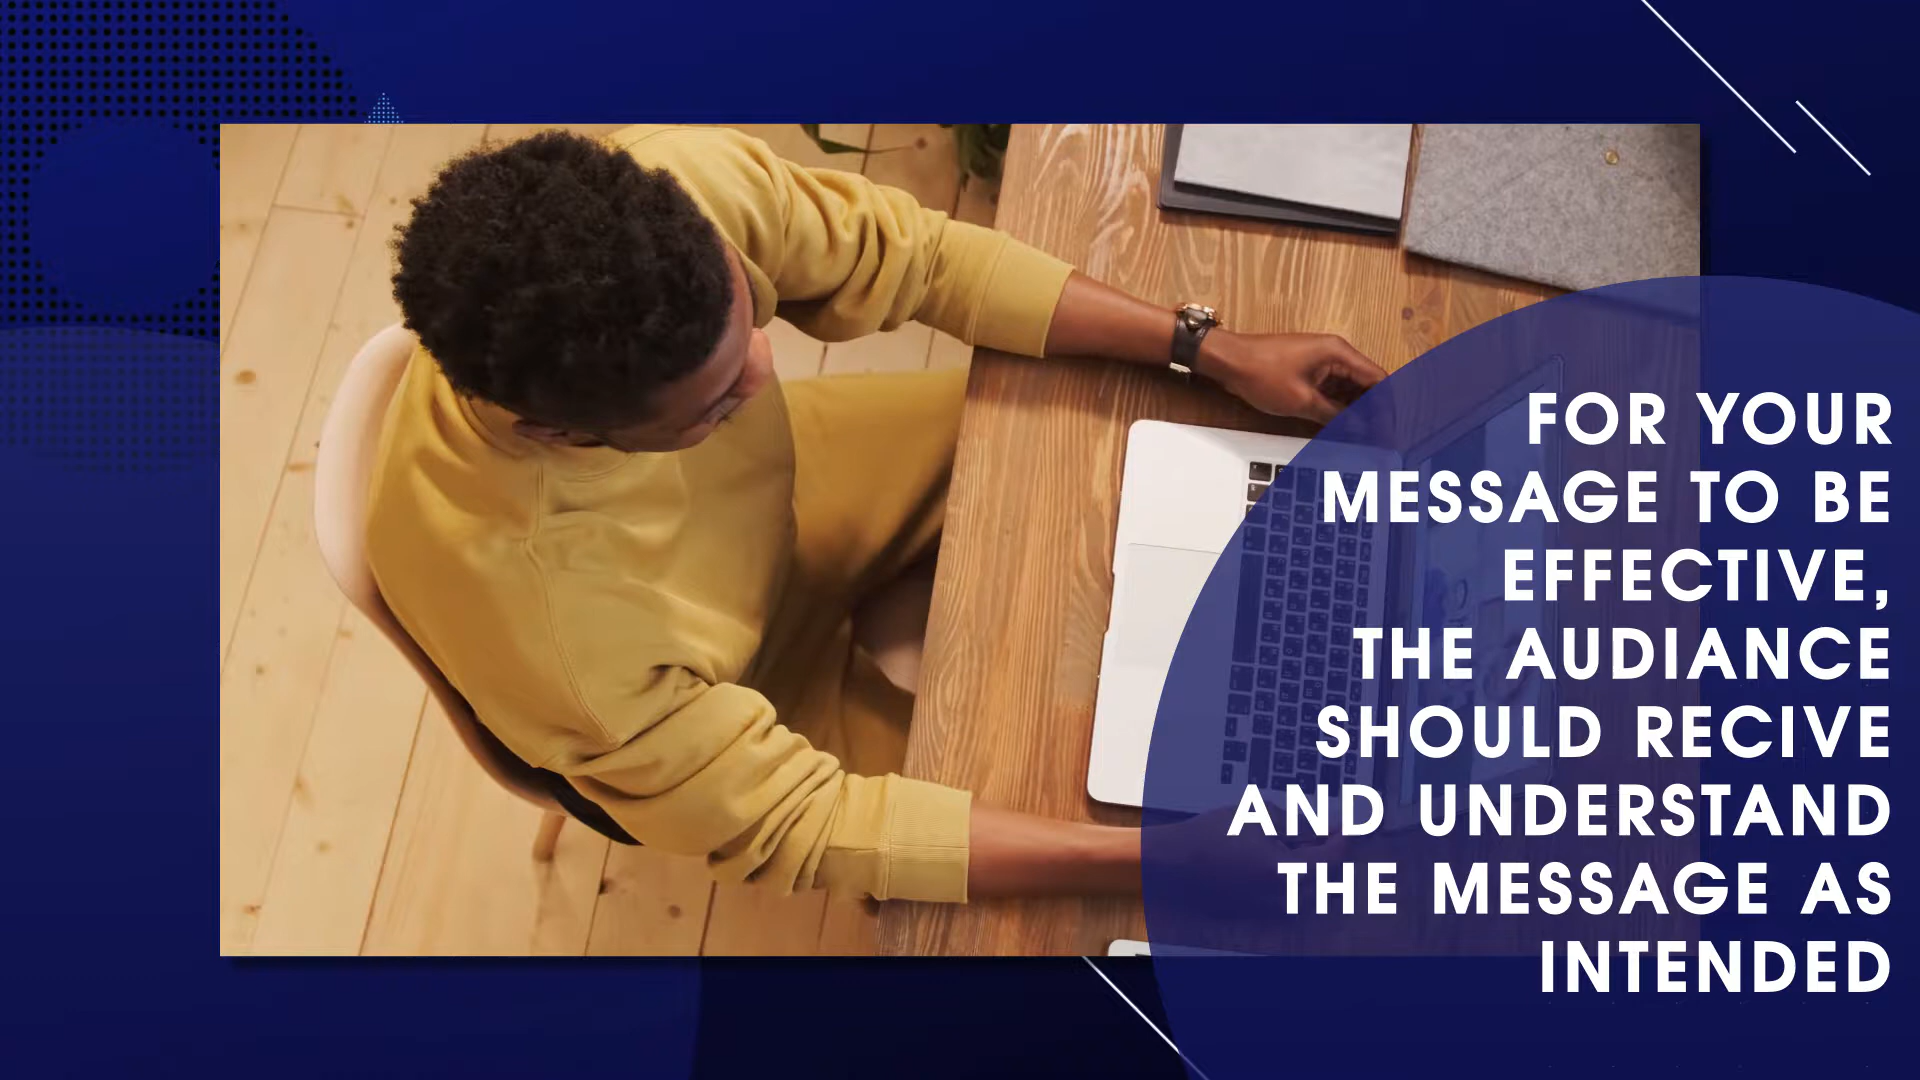 FOR YOUR
MESSAGE TO BE
EFFECTIVE,
THE AUDIANCE
SHOULD RECIVE
AND UNDERSTAND
THE MESSAGE AS
INTENDED